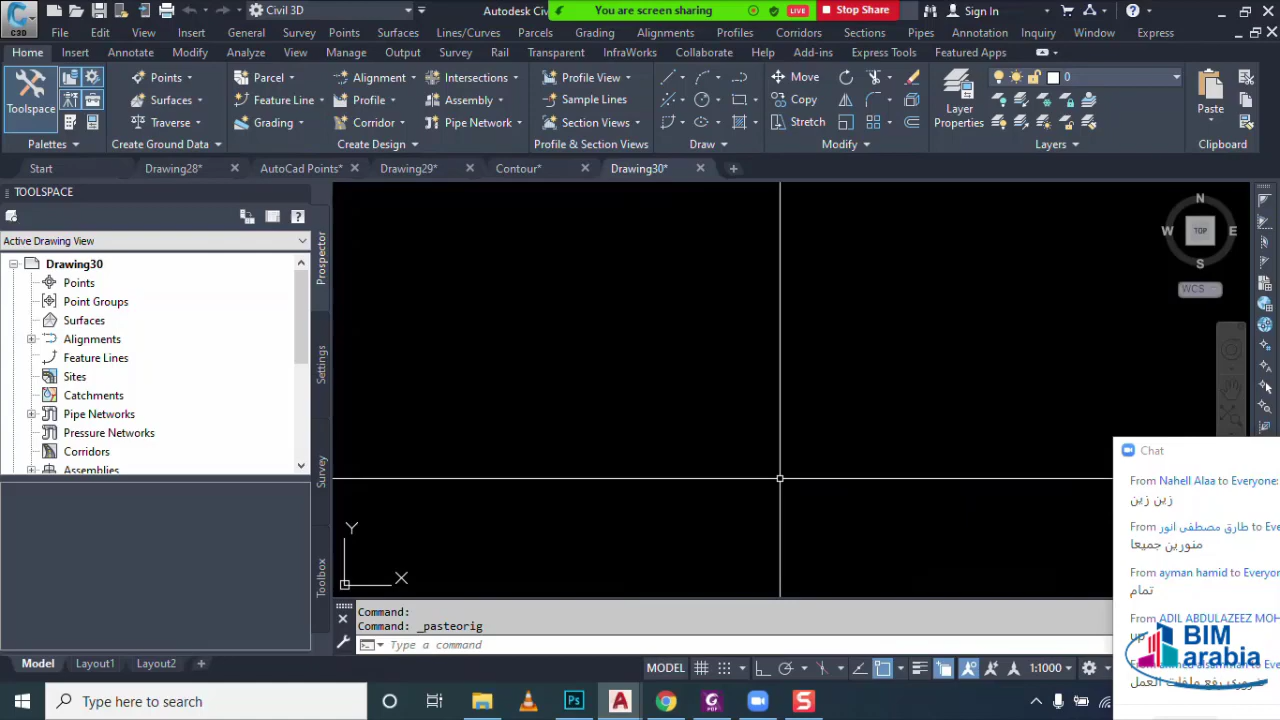 C3D
Civil 3D
Autodesk Civ
You are screen sharing
LIVE
Stop Share
Sign In
File Edit View Insert General Survey Points Surfaces Lines/Curves Parcels Grading Alignments Profiles Corridors Sections Pipes Annotation Inquiry Window Express
Home Insert Annotate Modify Analyze View Manage Output Survey Rail Transparent InfraWorks Collaborate Help Add-ins Express Tools Featured Apps
Toolspace
Palettes
Points
Surfaces
Traverse
Create Ground Data
Parcel
Feature Line
Grading
Alignment
Profile
Corridor
Intersections
Assembly
Pipe Network
Create Design
Profile View
Sample Lines
Section Views
Profile & Section Views
Draw
Move
Copy
Stretch
Modify
Layer
Properties
0
Layers
Paste
Clipboard
Start Drawing28* AutoCad Points* Drawing29* Contour* Drawing30*
TOOLSPACE
Active Drawing View
Drawing30
Points
Point Groups
Surfaces
Alignments
Feature Lines
Sites
Catchments
Pipe Networks
Pressure Networks
Corridors
Assemblies
Prospector
Settings
Survey
Toolbox
N
W TOP E
S
WCS
Y
X
Command:
Command: _pasteorig
Type a command
Model Layout1 Layout2
MODEL
1:1000
Chat
From Nahell Alaa to Everyone:
زين زين
From طارق مصطفى انور to Eve
منورين جميعا
From ayman hamid to Everyon
تمام
From ADIL ABDULAZEEZ MOH
up
ضروري رفع ملفات العمل
BIM
arabia
Type here to search